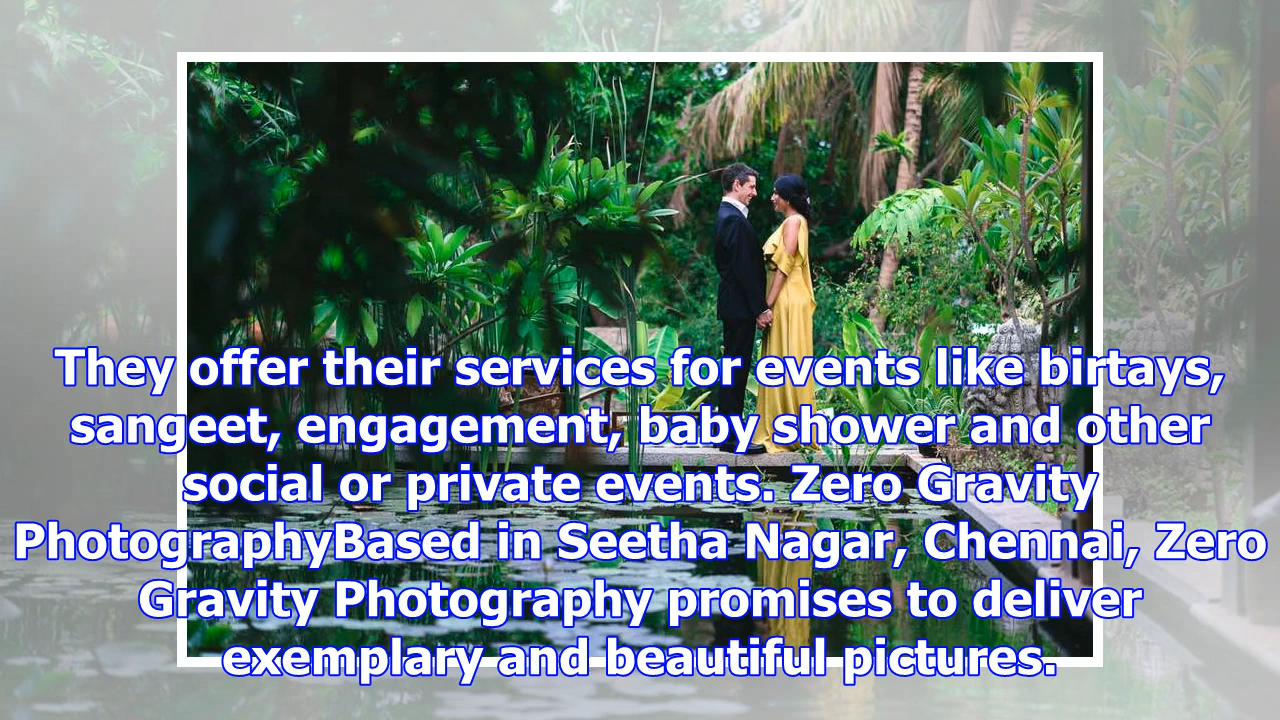 They offer their services for events like birtays,
sangeet, engagement, baby shower and other
social or private events. Zero Gravity
PhotographyBased in Seetha Nagar, Chennai, Zero
Gravity Photography promises to deliver
exemplary and beautiful pictures.